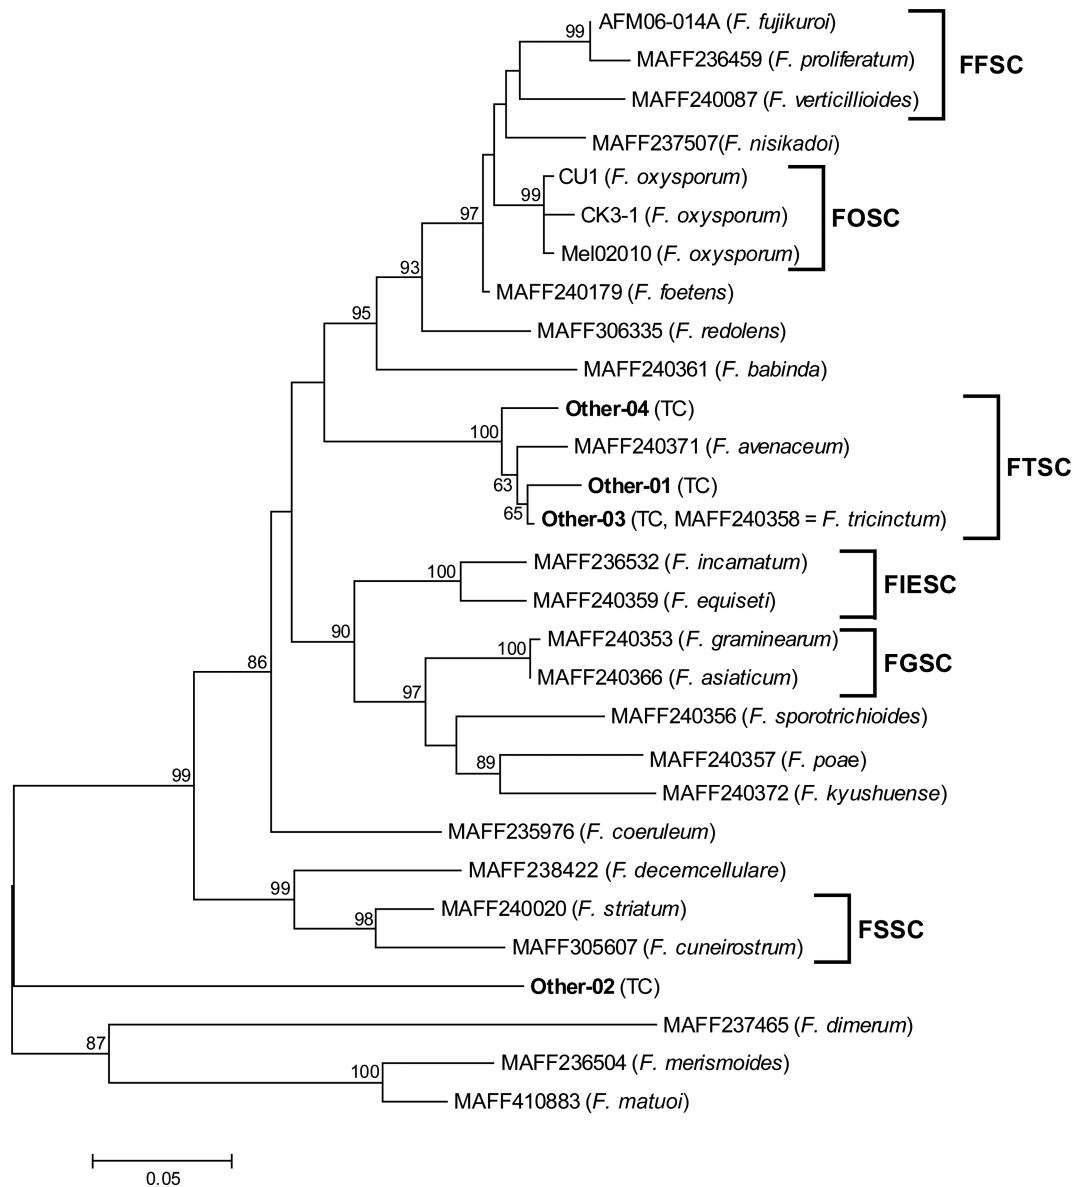 99
AFM06-014A (F. fujikuroi)
MAFF236459 (F. proliferatum)
FFSC
MAFF240087 (F. verticillioides)
MAFF237507(F. nisikadoi)
CU1 (F. oxysporum)
99
97
CK3-1 (F. oxysporum)
FOSC
Mel02010 (F. oxysporum)
93
MAFF240179 (F. foetens)
95
MAFF306335 (F. redolens)
MAFF240361 (F. babinda)
Other-04 (TC)
100
MAFF240371 (F. avenaceum)
FTSC
63
Other-01 (TC)
65
Other-03 (TC, MAFF240358 = F. tricinctum)
MAFF236532 (F. incarnatum)
100
FIESC
MAFF240359 (F. equiseti)
90
MAFF240353 (F. graminearum)
100
FGSC
86
MAFF240366 (F. asiaticum)
97
MAFF240356 (F. sporotrichioides)
MAFF240357 (F. poae)
89
99
MAFF240372 (F. kyushuense)
MAFF235976 (F. coeruleum)
MAFF238422 (F. decemcellulare)
99
MAFF240020 (F. striatum)
98
FSSC
MAFF305607 (F. cuneirostrum)
Other-02 (TC)
MAFF237465 (F. dimerum)
87
MAFF236504 (F. merismoides)
100
MAFF410883 (F. matuoi)
0.05